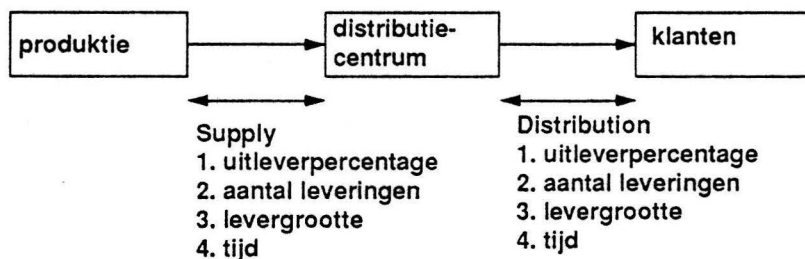 produktie
distributie-
centrum
klanten
Supply
1. uitleverpercentage
2. aantal leveringen
3. levergrootte
4. tijd
Distribution
1. uitleverpercentage
2. aantal leveringen
3. levergrootte
4. tijd